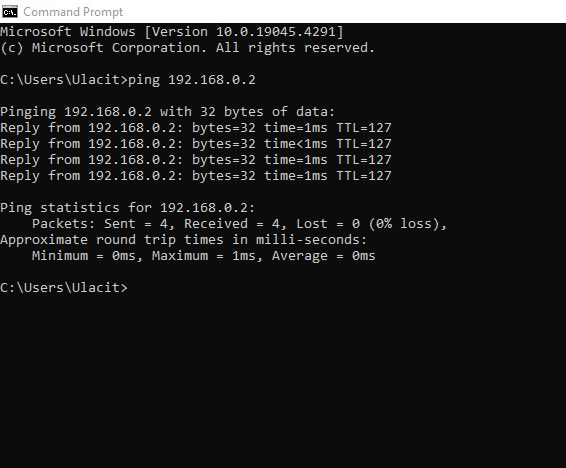 Command Prompt
Microsoft Windows [Version 10.0.19045.4291]
(c) Microsoft Corporation. All rights reserved.
C:\Users\Ulacit>ping 192.168.0.2
Pinging 192.168.0.2 with 32 bytes of data:
Reply from 192.168.0.2: bytes=32 time=1ms TTL=127
Reply from 192.168.0.2: bytes=32 time<1ms TTL=127
Reply from 192.168.0.2: bytes=32 time=1ms TTL=127
Reply from 192.168.0.2: bytes=32 time=1ms TTL=127
Ping statistics for 192.168.0.2:
    Packets: Sent = 4, Received = 4, Lost = 0 (0% loss),
Approximate round trip times in milli-seconds:
    Minimum = 0ms, Maximum = 1ms, Average = 0ms
C:\Users\Ulacit>